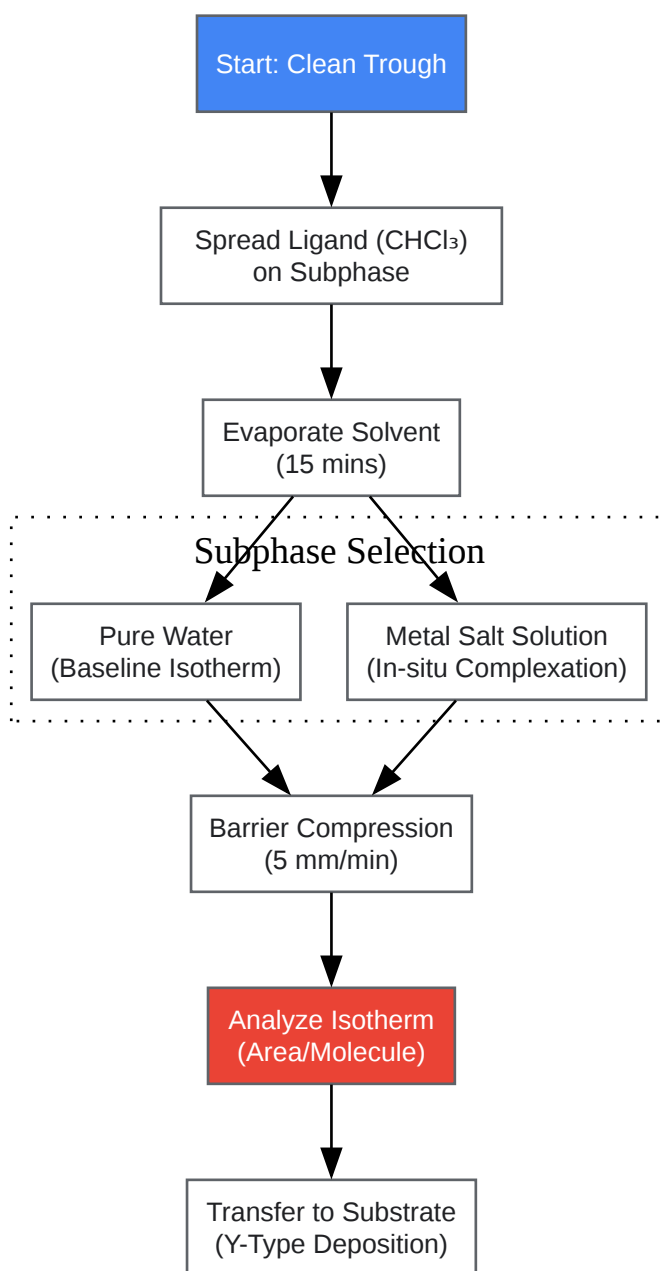 Start: Clean Trough
Spread Ligand (CHCl₃)
on Subphase
Evaporate Solvent
(15 mins)
Subphase Selection
Pure Water
(Baseline Isotherm)
Metal Salt Solution
(In-situ Complexation)
Barrier Compression
(5 mm/min)
Analyze Isotherm
(Area/Molecule)
Transfer to Substrate
(Y-Type Deposition)